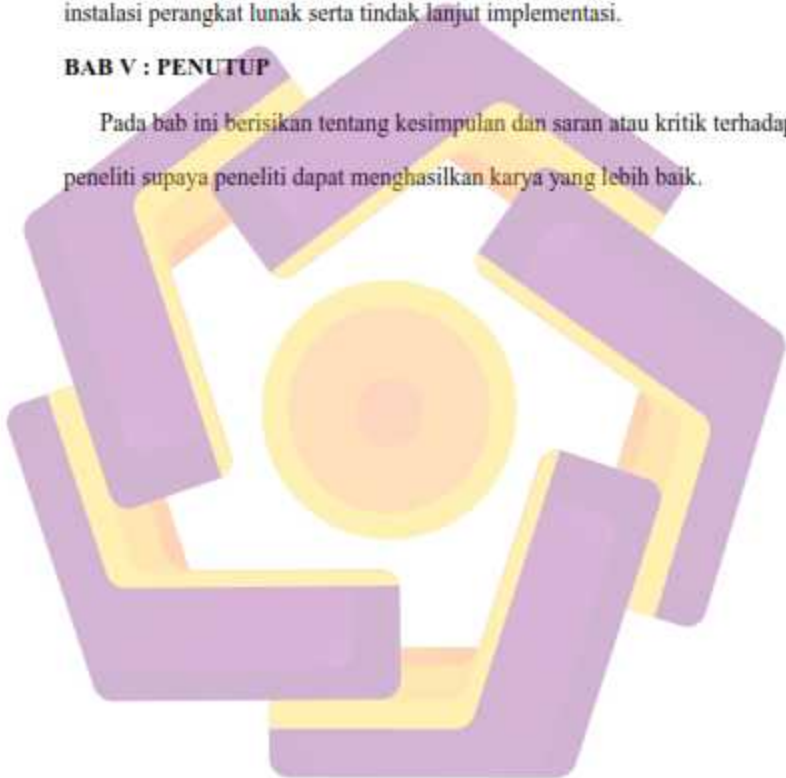 instalasi perangkat lunak serta tindak lanjut implementasi.
BAB V : PENUTUP
Pada bab ini berisikan tentang kesimpulan dan saran atau kritik terhadap
peneliti supaya peneliti dapat menghasilkan karya yang lebih baik.